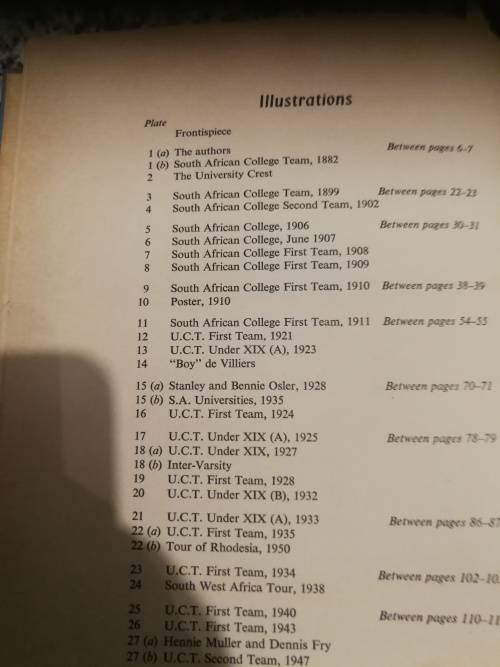 Illustrations
Plate
Frontispiece
1 (a) The authors Between pages 6-7
1 (b) South African College Team, 1882
2 The University Crest
3 South African College Team, 1899 Between pages 22-23
4 South African College Second Team, 1902
5 South African College, 1906 Between pages 30-31
6 South African College, June 1907
7 South African College First Team, 1908
8 South African College First Team, 1909
9 South African College First Team, 1910 Between pages 38-39
10 Poster, 1910
11 South African College First Team, 1911 Between pages 54-55
12 U.C.T. First Team, 1921
13 U.C.T. Under XIX (A), 1923
14 "Boy" de Villiers
15 (a) Stanley and Bennie Osler, 1928 Between pages 70-71
15 (b) S.A. Universities, 1935
16 U.C.T. First Team, 1924
17 U.C.T. Under XIX (A), 1925 Between pages 78-79
18 (a) U.C.T. Under XIX, 1927
18 (b) Inter-Varsity
19 U.C.T. First Team, 1928
20 U.C.T. Under XIX (B), 1932
21 U.C.T. Under XIX (A), 1933 Between pages 86-87
22 (a) U.C.T. First Team, 1935
22 (b) Tour of Rhodesia, 1950
23 U.C.T. First Team, 1934 Between pages 102-10
24 South West Africa Tour, 1938
25 U.C.T. First Team, 1940 Between pages 110-11
26 U.C.T. First Team, 1943
27 (a) Hennie Muller and Dennis Fry
27 (b) U.C.T. Second Team, 1947